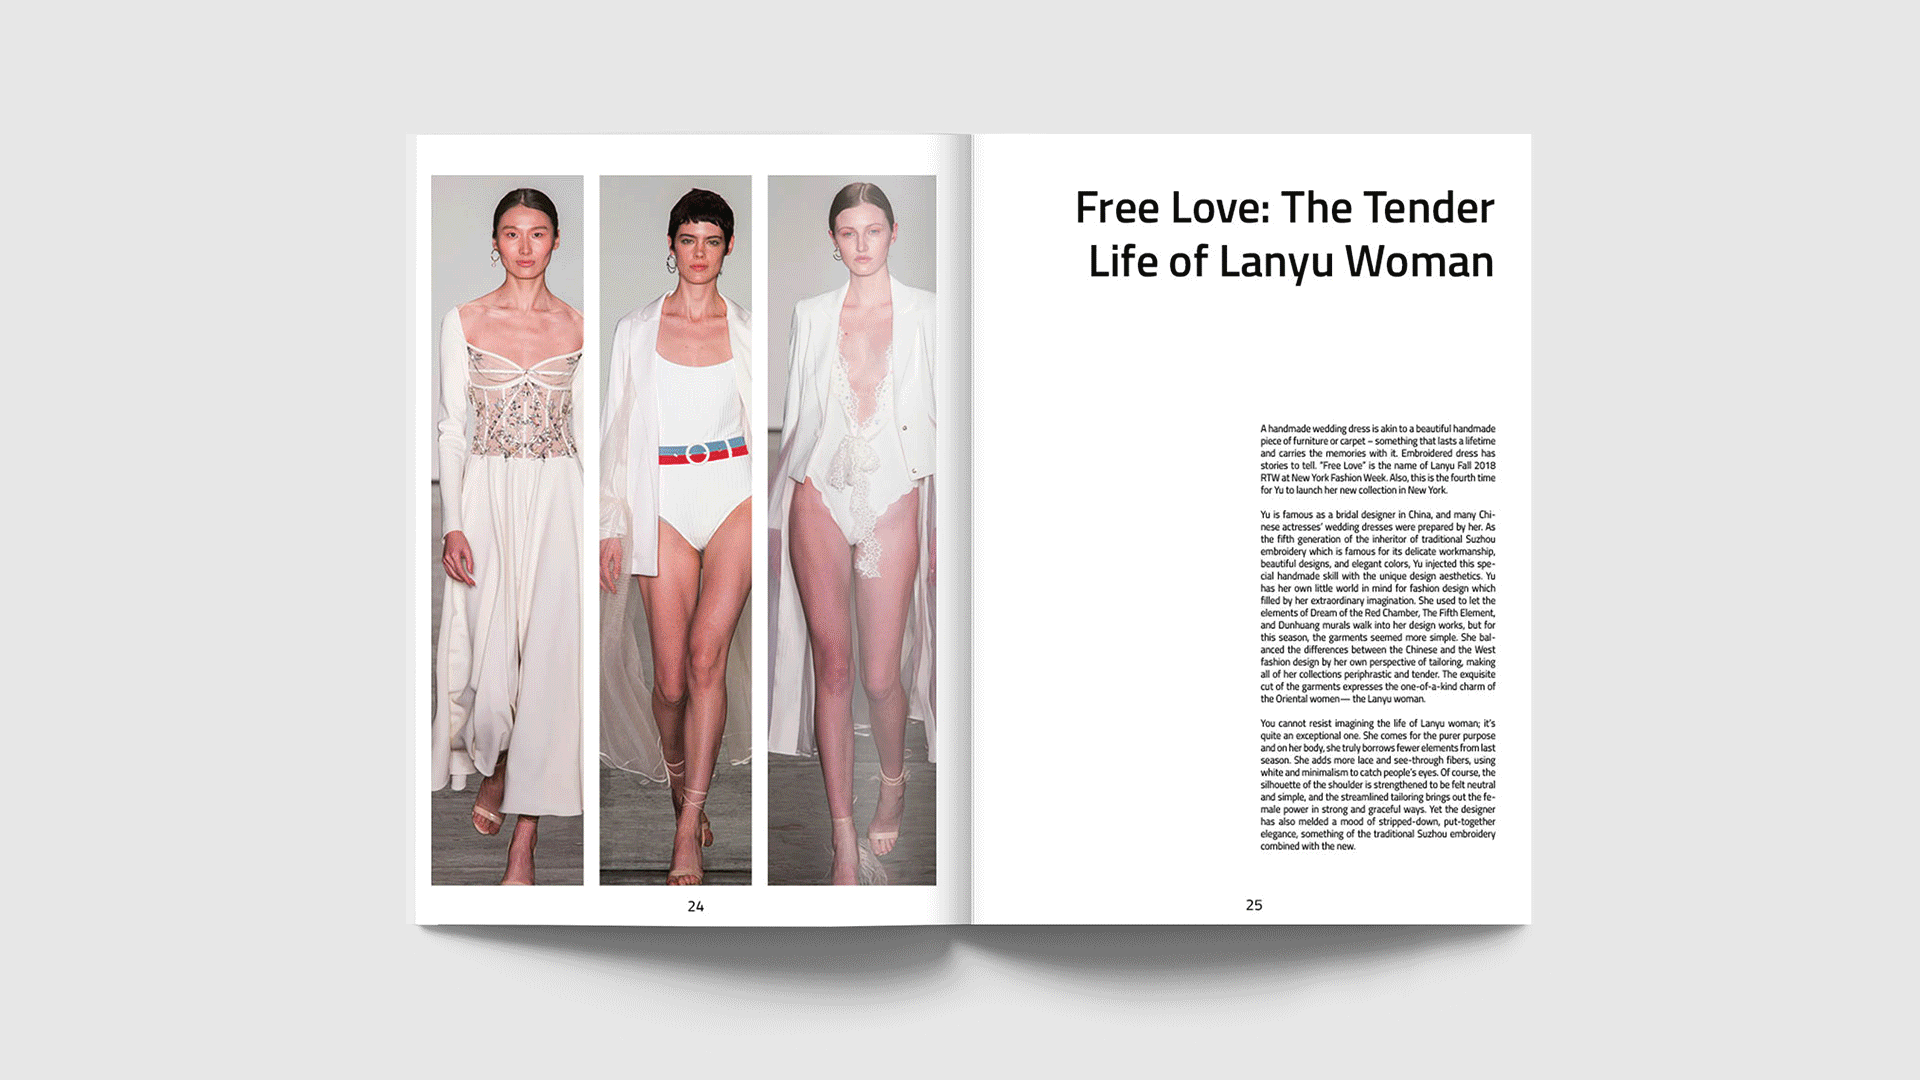 Free Love: The Tender
Life of Lanyu Woman
A handmade wedding dress is akin to a beautiful handmade
piece of furniture or carpet – something that lasts a lifetime
and carries the memories with it. Embroidered dress has
stories to tell. "Free Love" is the name of Lanyu Fall 2018
RTW at New York Fashion Week. Also, this is the fourth time
for Yu to launch her new collection in New York.
Yu is famous as a bridal designer in China, and many Chi-
nese actresses' wedding dresses were prepared by her. As
the fifth generation of the inheritor of traditional Suzhou
embroidery which is famous for its delicate workmanship,
beautiful designs, and elegant colors, Yu injected this spe-
cial handmade skill with the unique design aesthetics. Yu
has her own little world in mind for fashion design which
filled by her extraordinary imagination. She used to let the
elements of Dream of the Red Chamber, The Fifth Element,
and Dunhuang murals walk into her design works, but for
this season, the garments seemed more simple. She bal-
anced the differences between the Chinese and the West
fashion design by her own perspective of tailoring, making
all of her collections periphrastic and tender. The exquisite
cut of the garments expresses the one-of-a-kind charm of
the Oriental women— the Lanyu woman.
You cannot resist imagining the life of Lanyu woman; it's
quite an exceptional one. She comes for the purer purpose
and on her body, she truly borrows fewer elements from last
season. She adds more lace and see-through fibers, using
white and minimalism to catch people's eyes. Of course, the
silhouette of the shoulder is strengthened to be felt neutral
and simple, and the streamlined tailoring brings out the fe-
male power in strong and graceful ways. Yet the designer
has also melded a mood of stripped-down, put-together
elegance, something of the traditional Suzhou embroidery
combined with the new.
24
25